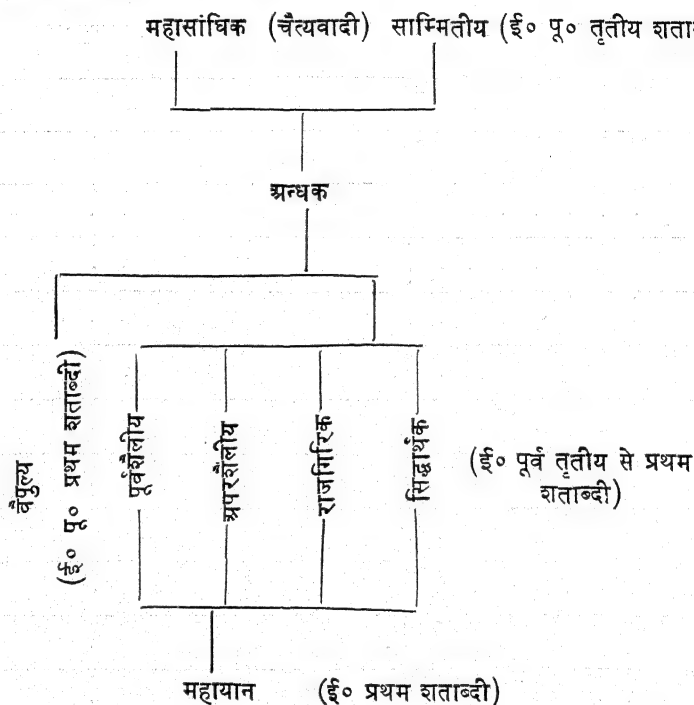 महासांघिक (चैत्यवादी) साम्मितीय (ई० पू० तृतीय
अन्धक
वैपुल्य
(ई० पू० प्रथम शताब्दी)
पूर्वशैलीय
अपरशैलीय
राजगिरिक
सिद्धार्थक
(ई० पूर्व तृतीय से प्रथम
शताब्दी)
महायान (ई० प्रथम शताब्दी)